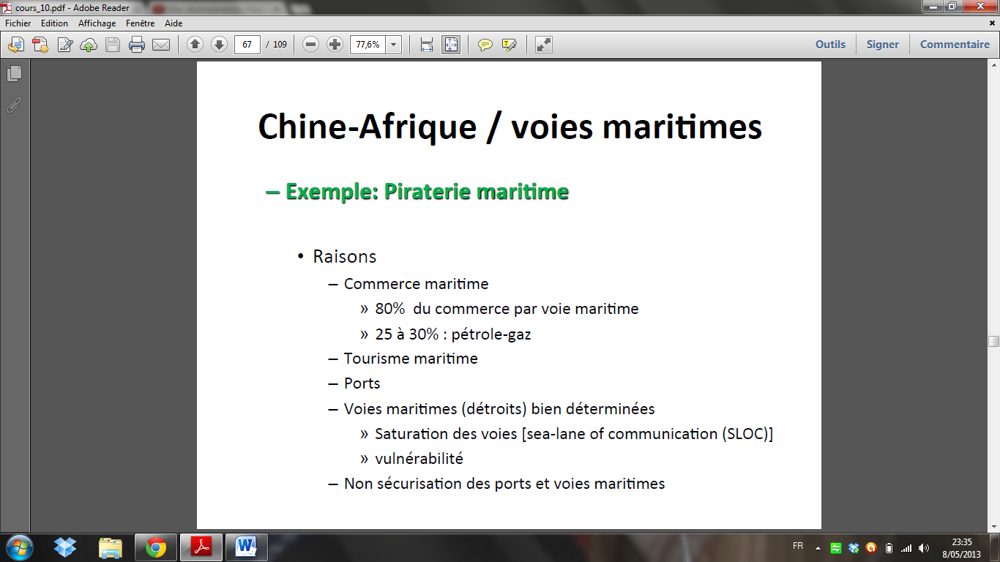 cours_10.pdf - Adobe Reader
Fichier Edition Affichage Fenêtre Aide
67 / 109 77,6% Outils Signer Commentaire
Chine-Afrique / voies maritimes
– Exemple: Piraterie maritime
• Raisons
– Commerce maritime
» 80% du commerce par voie maritime
» 25 à 30% : pétrole-gaz
– Tourisme maritime
– Ports
– Voies maritimes (détroits) bien déterminées
» Saturation des voies [sea-lane of communication (SLOC)]
» vulnérabilité
– Non sécurisation des ports et voies maritimes
FR
23:35
8/05/2013